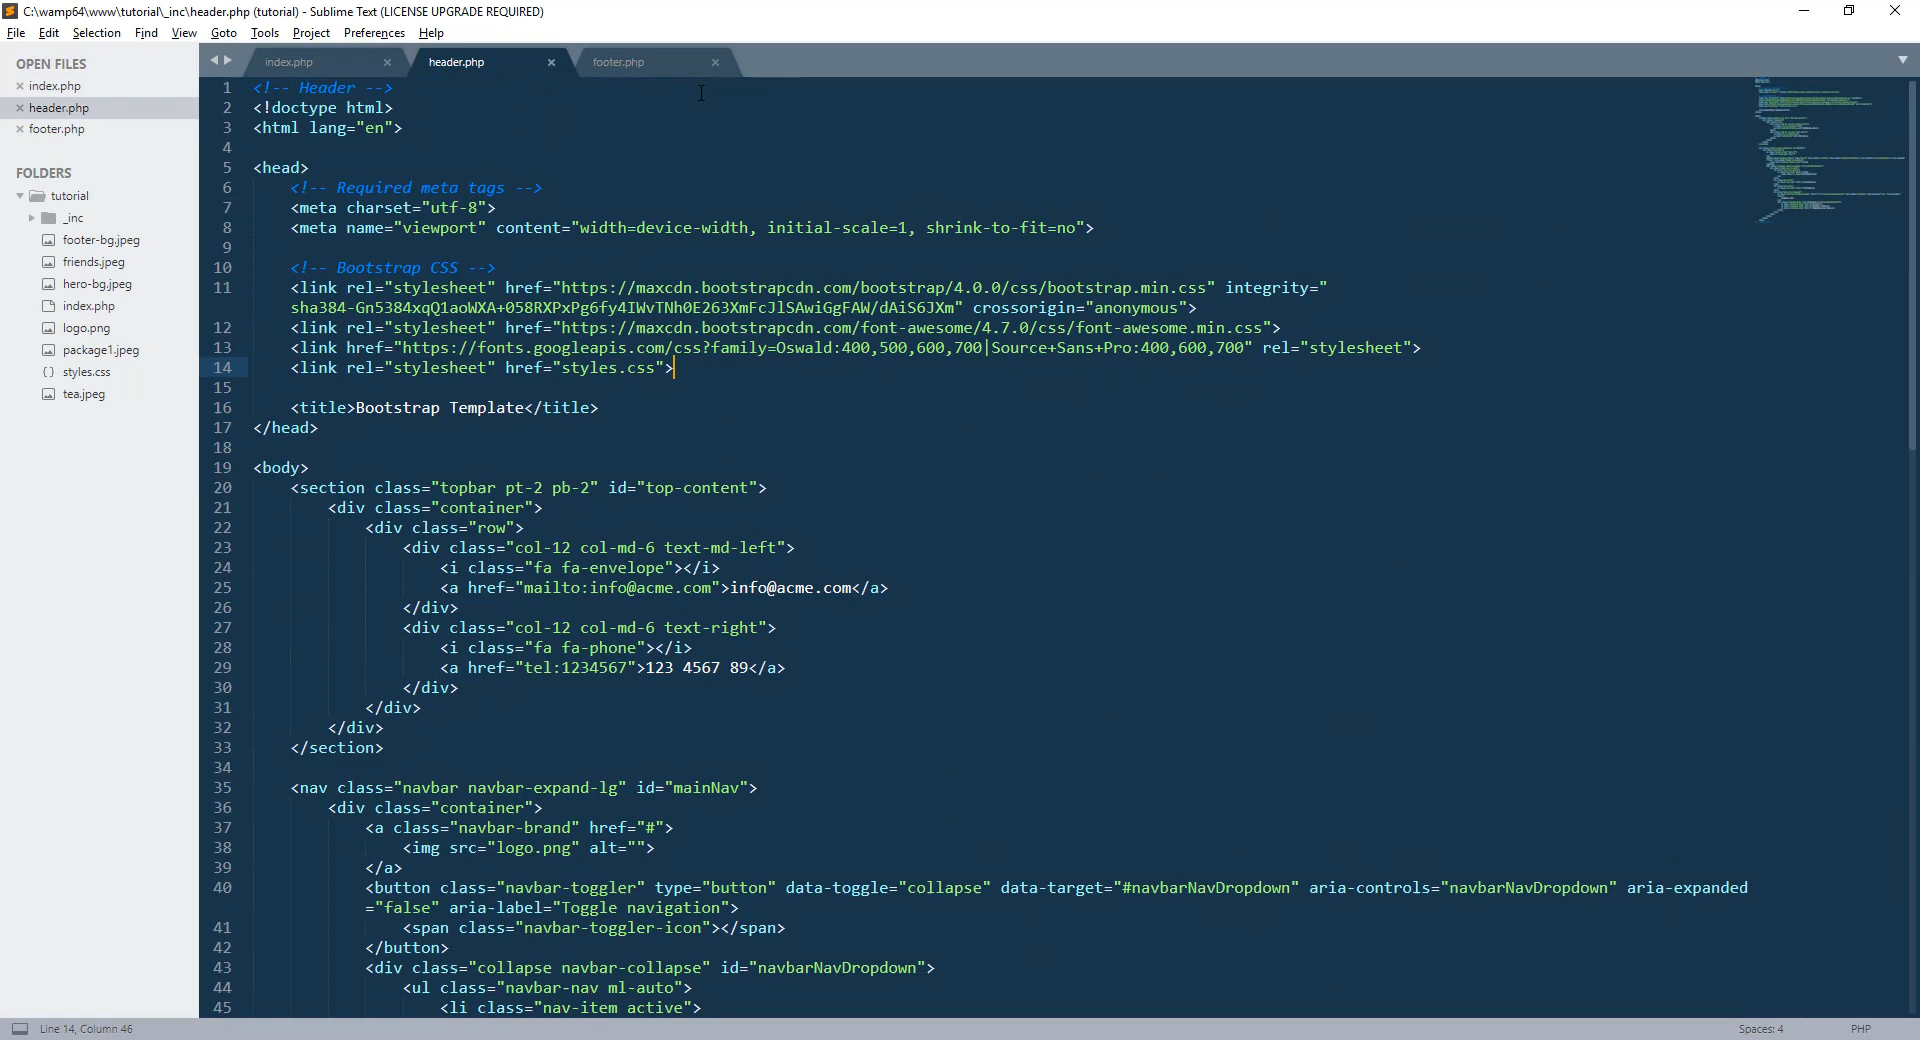 C:\wamp64\www\tutorial\_inc\header.php (tutorial) - Sublime Text (LICENSE UPGRADE REQUIRED)
File Edit Selection Find View Goto Tools Project Preferences Help
OPEN FILES
index.php
header.php
footer.php
FOLDERS
tutorial
_inc
footer-bg.jpeg
friends.jpeg
hero-bg.jpeg
index.php
logo.png
package1.jpeg
styles.css
tea.jpeg
index.php header.php footer.php
1 <!-- Header -->
2 <!doctype html>
3 <html lang="en">
4
5 <head>
6 <!-- Required meta tags -->
7 <meta charset="utf-8">
8 <meta name="viewport" content="width=device-width, initial-scale=1, shrink-to-fit=no">
9
10 <!-- Bootstrap CSS -->
11 <link rel="stylesheet" href="https://maxcdn.bootstrapcdn.com/bootstrap/4.0.0/css/bootstrap.min.css" integrity="
sha384-Gn5384xqQ1aoWXA+058RXPxPg6fy4IWvTNh0E263XmFcJlSAwiGgFAW/dAiS6JXm" crossorigin="anonymous">
12 <link rel="stylesheet" href="https://maxcdn.bootstrapcdn.com/font-awesome/4.7.0/css/font-awesome.min.css">
13 <link href="https://fonts.googleapis.com/css?family=Oswald:400,500,600,700|Source+Sans+Pro:400,600,700" rel="stylesheet">
14 <link rel="stylesheet" href="styles.css">
15
16 <title>Bootstrap Template</title>
17 </head>
18
19 <body>
20 <section class="topbar pt-2 pb-2" id="top-content">
21 <div class="container">
22 <div class="row">
23 <div class="col-12 col-md-6 text-md-left">
24 <i class="fa fa-envelope"></i>
25 <a href="mailto:info@acme.com">info@acme.com</a>
26 </div>
27 <div class="col-12 col-md-6 text-right">
28 <i class="fa fa-phone"></i>
29 <a href="tel:1234567">123 4567 89</a>
30 </div>
31 </div>
32 </div>
33 </section>
34
35 <nav class="navbar navbar-expand-lg" id="mainNav">
36 <div class="container">
37 <a class="navbar-brand" href="#">
38 <img src="logo.png" alt="">
39 </a>
40 <button class="navbar-toggler" type="button" data-toggle="collapse" data-target="#navbarNavDropdown" aria-controls="navbarNavDropdown" aria-expanded
="false" aria-label="Toggle navigation">
41 <span class="navbar-toggler-icon"></span>
42 </button>
43 <div class="collapse navbar-collapse" id="navbarNavDropdown">
44 <ul class="navbar-nav ml-auto">
45 <li class="nav-item active">
Line 14, Column 46 Spaces: 4 PHP